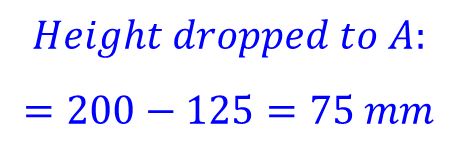 Height dropped to A:
= 200 − 125 = 75 mm